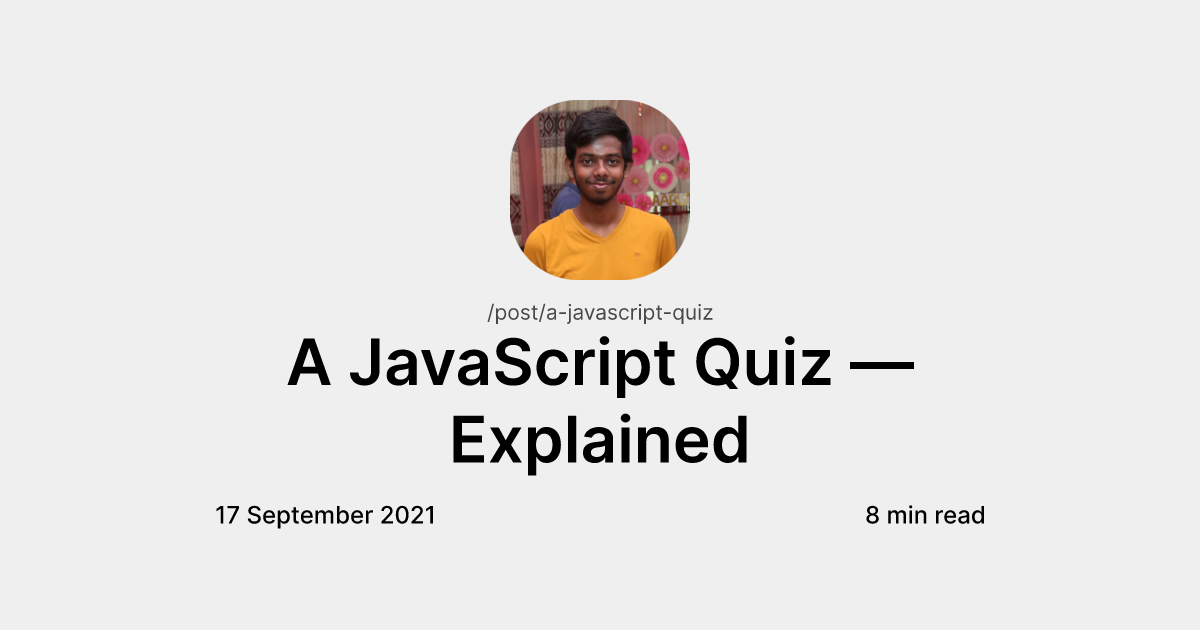 /post/a-javascript-quiz
A JavaScript Quiz —
Explained
17 September 2021
8 min read